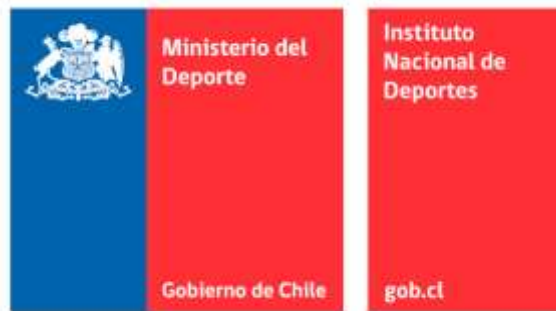 Ministerio del
Deporte
Gobierno de Chile
Instituto
Nacional de
Deportes
gob.cl